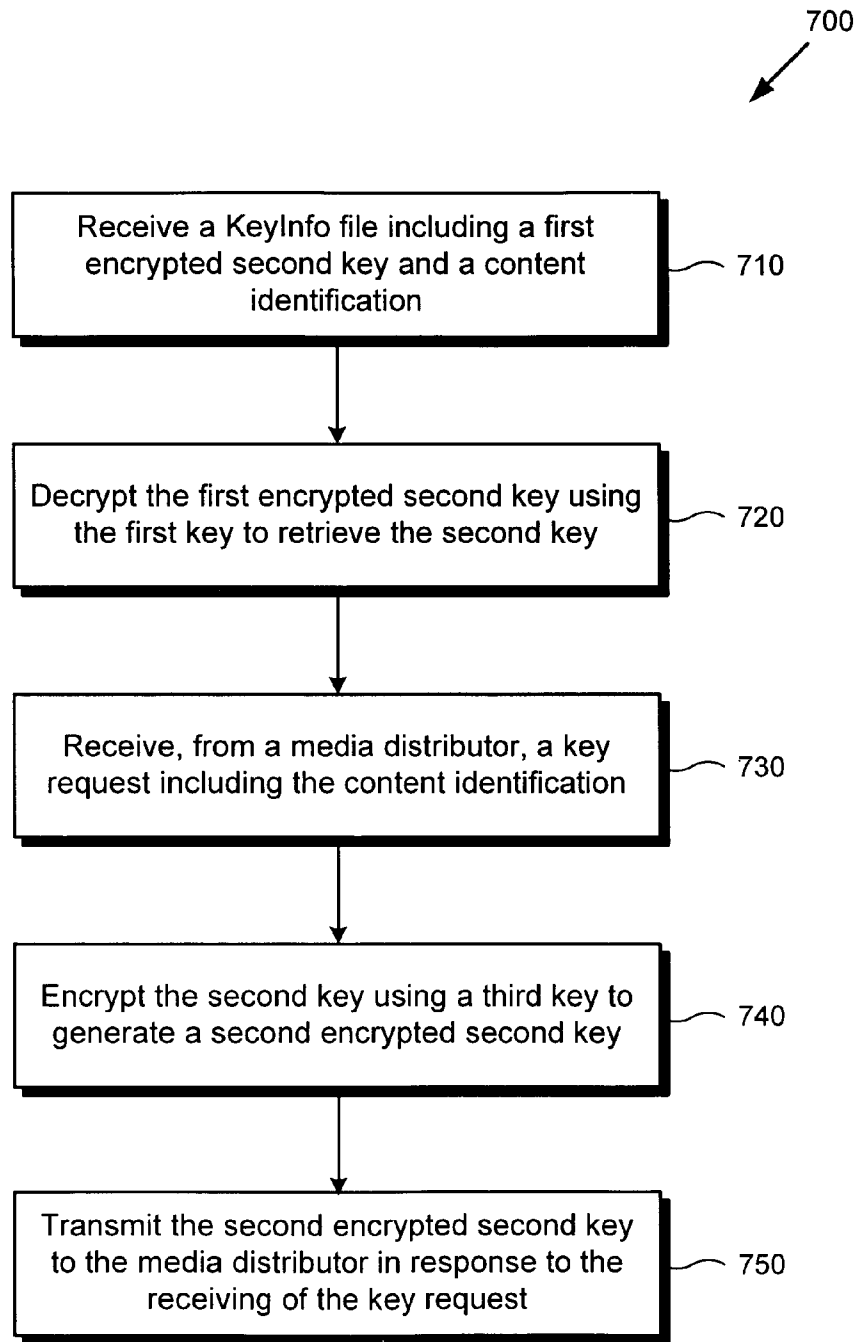 700
Receive a KeyInfo file including a first
encrypted second key and a content
identification
710
Decrypt the first encrypted second key using
the first key to retrieve the second key
720
Receive, from a media distributor, a key
request including the content identification
730
Encrypt the second key using a third key to
generate a second encrypted second key
740
Transmit the second encrypted second key
to the media distributor in response to the
receiving of the key request
750